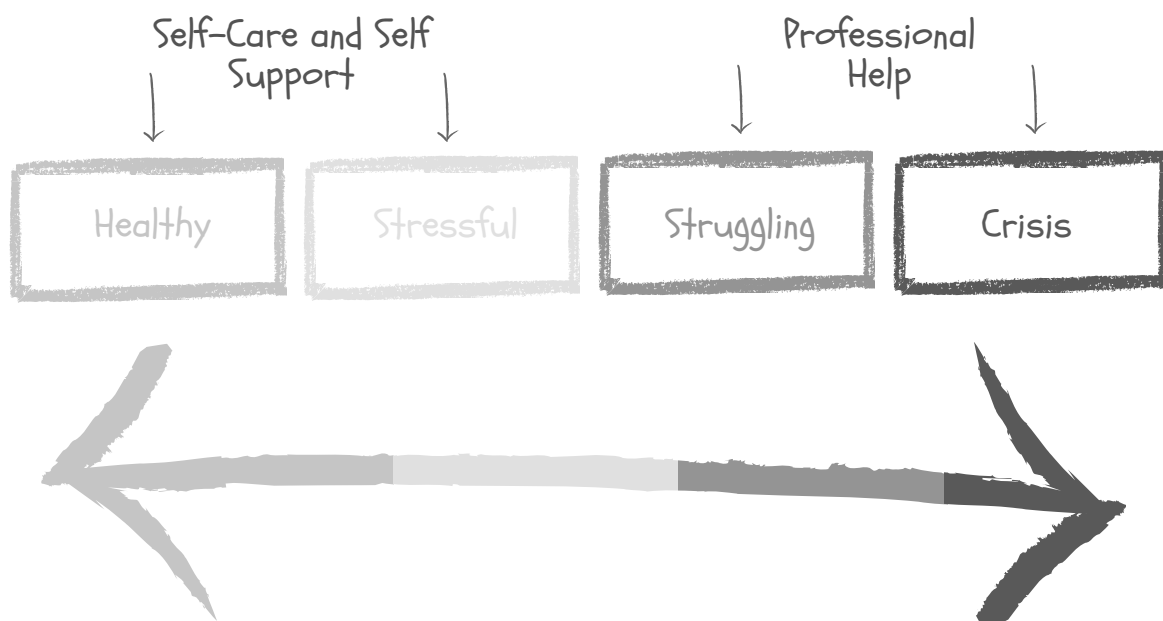 Self-Care and Self
Support
Professional
Help
Healthy
Stressful
Struggling
Crisis